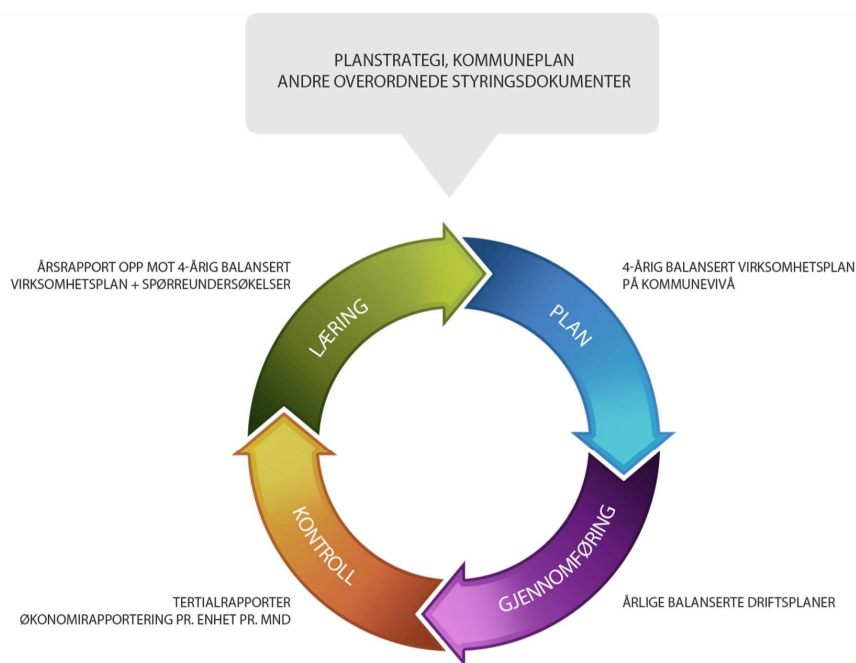 PLANSTRATEGI, KOMMUNEPLAN
ANDRE OVERORDNEDE STYRINGSDOKUMENTER
ÅRSRAPPORT OPP MOT 4-ÅRIG BALANSERT
VIRKSOMHETSPLAN + SPØRREUNDERSØKELSER
4-ÅRIG BALANSERT VIRKSOMHETSPLAN
PÅ KOMMUNEVIVÅ
LÆRING
PLAN
KONTROLL
GJENNOMFØRING
TERTIALRAPPORTER
ØKONOMIRAPPORTERING PR. ENHET PR. MND
ÅRLIGE BALANSERTE DRIFTSPLANER